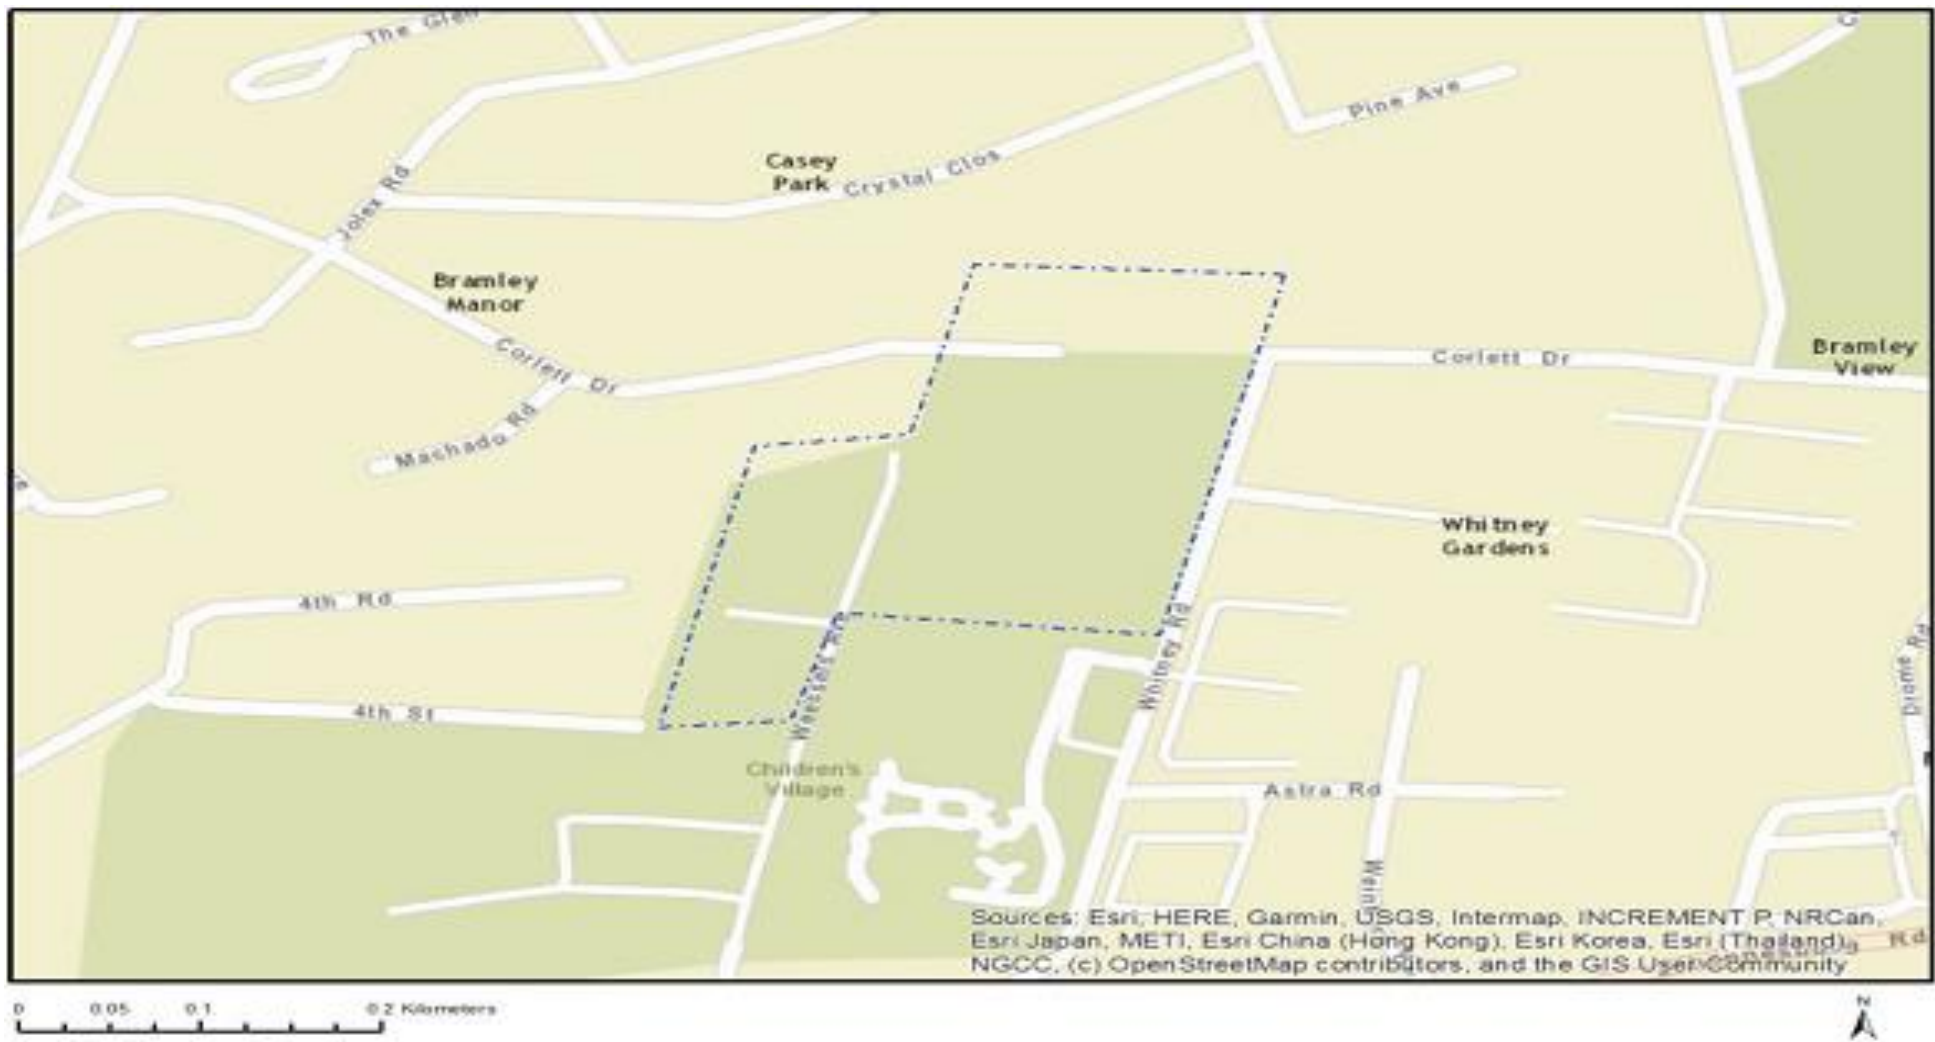 The Glen
Pine Ave
Casey
Park
Crystal Clos
Jolex Rd
Bramley
Manor
Corlett Dr
Corlett Dr
Bramley
View
Machado Rd
Whitney
Gardens
4th Rd
Whitney Rd
Wessels Rd
4th St
Children's
Village
Astra Rd
Sources: Esri, HERE, Garmin, USGS, Intermap, INCREMENT P, NRCan,
Esri Japan, METI, Esri China (Hong Kong), Esri Korea, Esri (Thailand),
NGCC, (c) OpenStreetMap contributors, and the GIS User Community
Rd
0 0.05 0.1 0.2 Kilometers
N